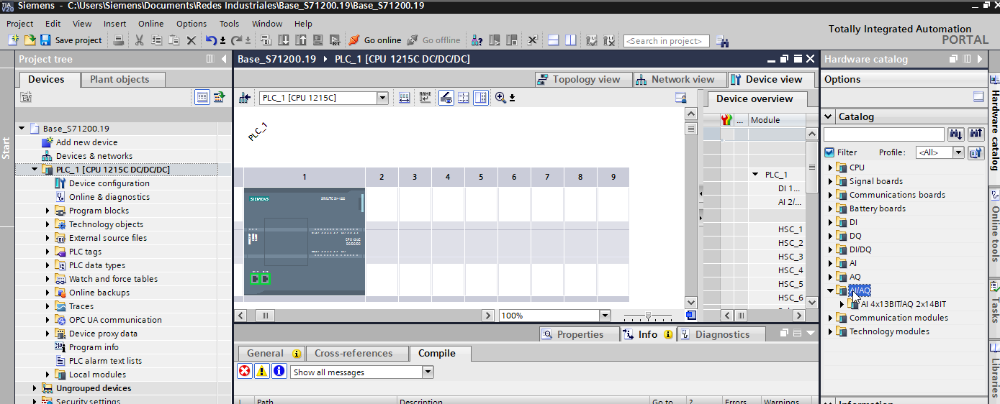 TIA V20 Siemens - C:\Users\Siemens\Documents\Redes Industriales\Base_S71200.19\Base_S71200.19
Project Edit View Insert Online Options Tools Window Help
Totally Integrated Automation
PORTAL
Save project
Go online
Go offline
<Search in project>
Project tree
Devices
Plant objects
Start
Base_S71200.19
Add new device
Devices & networks
PLC_1 [CPU 1215C DC/DC/DC]
Device configuration
Online & diagnostics
Program blocks
Technology objects
External source files
PLC tags
PLC data types
Watch and force tables
Online backups
Traces
OPC UA communication
Device proxy data
Program info
PLC alarm text lists
Local modules
Ungrouped devices
Security settings
Base_S71200.19 PLC_1 [CPU 1215C DC/DC/DC]
Topology view
Network view
Device view
PLC_1 [CPU 1215C]
NAME
PLC_1
1 2 3 4 5 6 7 8 9
SIEMENS
CPU 1215C
DC/DC/DC
100%
Device overview
... Module
PLC_1
DI 1...
AI 2/...
HSC_1
HSC_2
HSC_3
HSC_4
HSC_5
HSC_6
Properties
Info
Diagnostics
General
Cross-references
Compile
Show all messages
! Path Description Go to ? Errors Warnings
Hardware catalog
Options
Catalog
Filter
Profile: <All>
CPU
Signal boards
Communications boards
Battery boards
DI
DQ
DI/DQ
AI
AQ
AI/AQ
AI 4x13BIT/AQ 2x14BIT
Communication modules
Technology modules
Information
Hardware catalog
Online tools
Tasks
Libraries